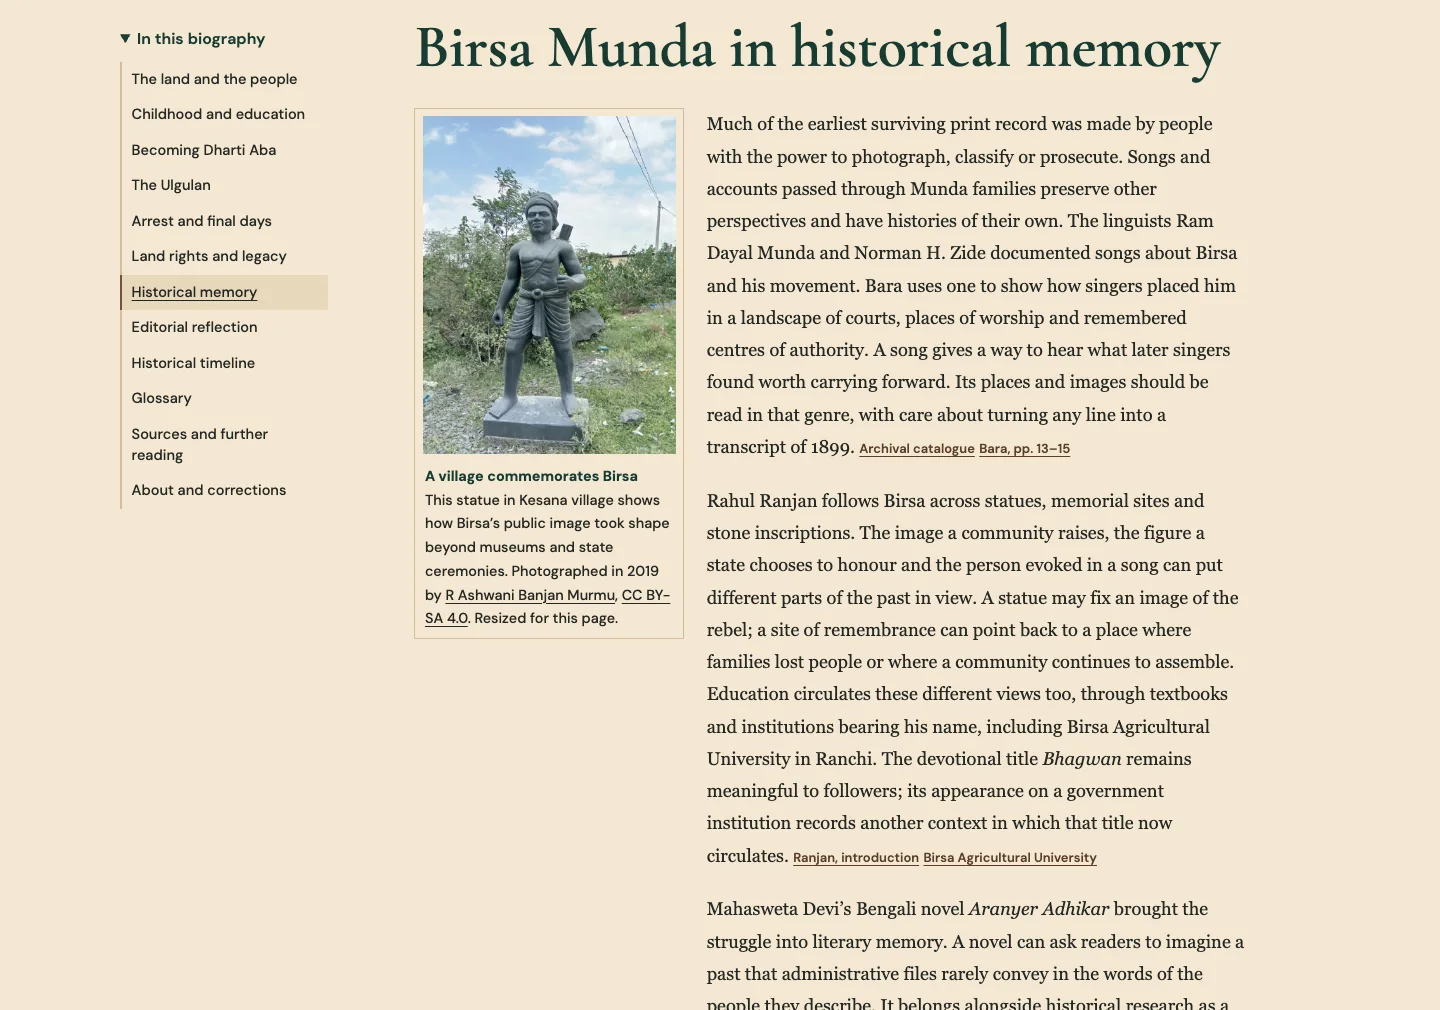 ▼ In this biography
The land and the people
Childhood and education
Becoming Dharti Aba
The Ulgulan
Arrest and final days
Land rights and legacy
Historical memory
Editorial reflection
Historical timeline
Glossary
Sources and further
reading
About and corrections
Birsa Munda in historical memory
A village commemorates Birsa
This statue in Kesana village shows
how Birsa’s public image took shape
beyond museums and state
ceremonies. Photographed in 2019
by R Ashwani Banjan Murmu, CC BY-
SA 4.0. Resized for this page.
Much of the earliest surviving print record was made by people
with the power to photograph, classify or prosecute. Songs and
accounts passed through Munda families preserve other
perspectives and have histories of their own. The linguists Ram
Dayal Munda and Norman H. Zide documented songs about Birsa
and his movement. Bara uses one to show how singers placed him
in a landscape of courts, places of worship and remembered
centres of authority. A song gives a way to hear what later singers
found worth carrying forward. Its places and images should be
read in that genre, with care about turning any line into a
transcript of 1899. Archival catalogue Bara, pp. 13–15
Rahul Ranjan follows Birsa across statues, memorial sites and
stone inscriptions. The image a community raises, the figure a
state chooses to honour and the person evoked in a song can put
different parts of the past in view. A statue may fix an image of the
rebel; a site of remembrance can point back to a place where
families lost people or where a community continues to assemble.
Education circulates these different views too, through textbooks
and institutions bearing his name, including Birsa Agricultural
University in Ranchi. The devotional title Bhagwan remains
meaningful to followers; its appearance on a government
institution records another context in which that title now
circulates. Ranjan, introduction Birsa Agricultural University
Mahasweta Devi’s Bengali novel Aranyer Adhikar brought the
struggle into literary memory. A novel can ask readers to imagine a
past that administrative files rarely convey in the words of the
people they describe. It belongs alongside historical research as a